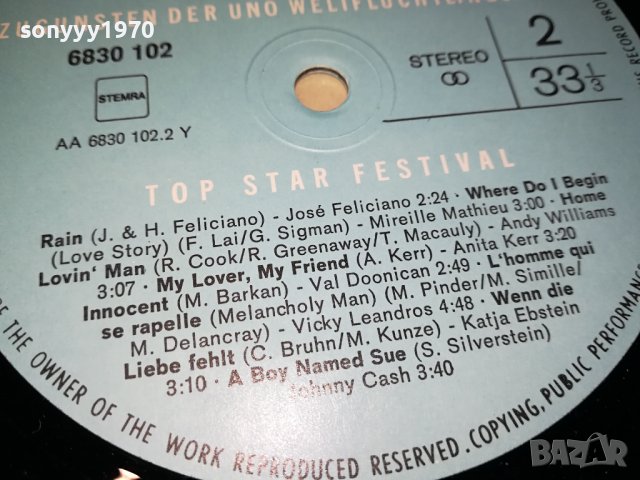 sonyyy1970
ZUGUNSTEN DER UNO
6830 102
STEMRA
AA 6830 102.2 Y
STEREO
2
33 1/3
TOP STAR FESTIVAL
Rain (J. & H. Feliciano) - José Feliciano 2:24 · Where Do I Begin
(Love Story) (F. Lai/G. Sigman) - Mireille Mathieu 3:00 · Home
Lovin' Man (R. Cook/R. Greenaway/T. Macauly) - Andy Williams
3:07 · My Lover, My Friend (A. Kerr) - Anita Kerr 3:20
Innocent (M. Barkan) - Val Doonican 2:49 · L'homme qui
se rapelle (Melancholy Man) (M. Pinder/M. Simille/
M. Delancray) - Vicky Leandros 4:48 · Wenn die
Liebe fehlt (C. Bruhn/M. Kunze) - Katja Ebstein
3:10 · A Boy Named Sue (S. Silverstein)
Johnny Cash 3:40
THE OWNER OF THE WORK REPRODUCED RESERVED. COPYING, PUBLIC PERFORMANCE
RECORD
BAZAR